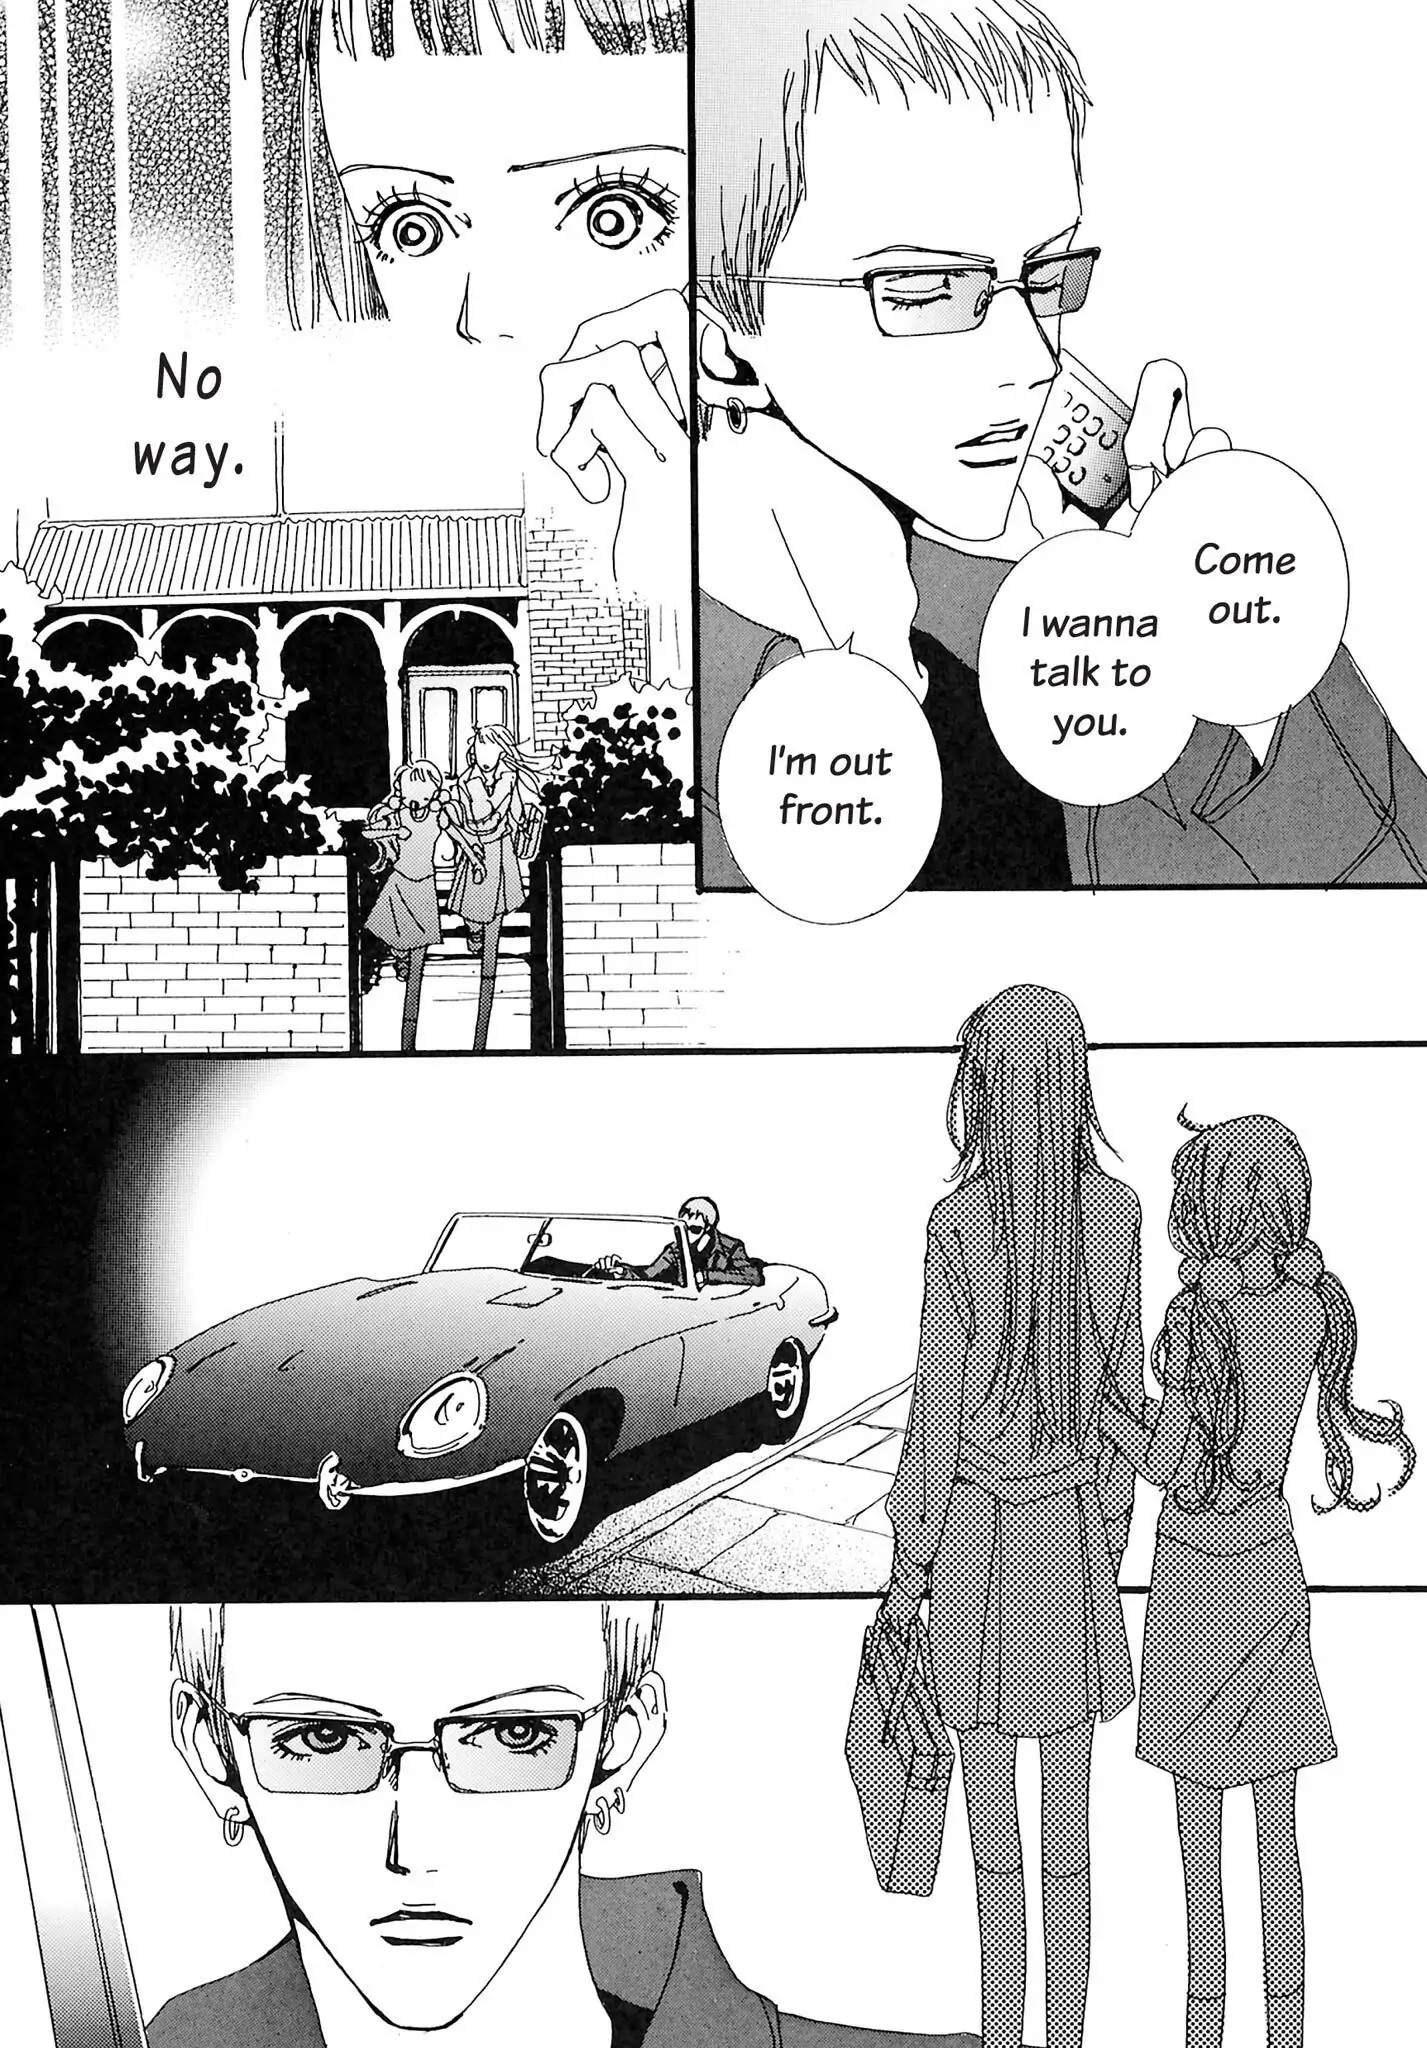 Come
out.
I wanna
talk to
you.
I'm out
front.
No
way.